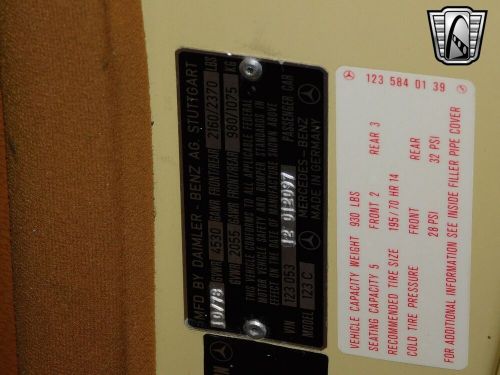 MFD BY DAIMLER - BENZ AG. STUTTGART
10/78 GVWR 4530 GAWR FRONT/REAR 2160/2370 LBS
GVWR 2055 GAWR FRONT/REAR 980/1075 KG
THIS VEHICLE CONFORMS TO ALL APPLICABLE FEDERAL
MOTOR VEHICLE SAFETY AND BUMPER STANDARDS IN
EFFECT ON THE DATE OF MANUFACTURE SHOWN ABOVE
VIN 123 053 12 012097 PASSENGER CAR
MODEL 123 C MERCEDES-BENZ
MADE IN GERMANY
123 584 01 39
VEHICLE CAPACITY WEIGHT 930 LBS
SEATING CAPACITY 5 FRONT 2 REAR 3
RECOMMENDED TIRE SIZE 195/70 HR 14
COLD TIRE PRESSURE FRONT REAR
28 PSI 32 PSI
FOR ADDITIONAL INFORMATION SEE INSIDE FILLER PIPE COVER